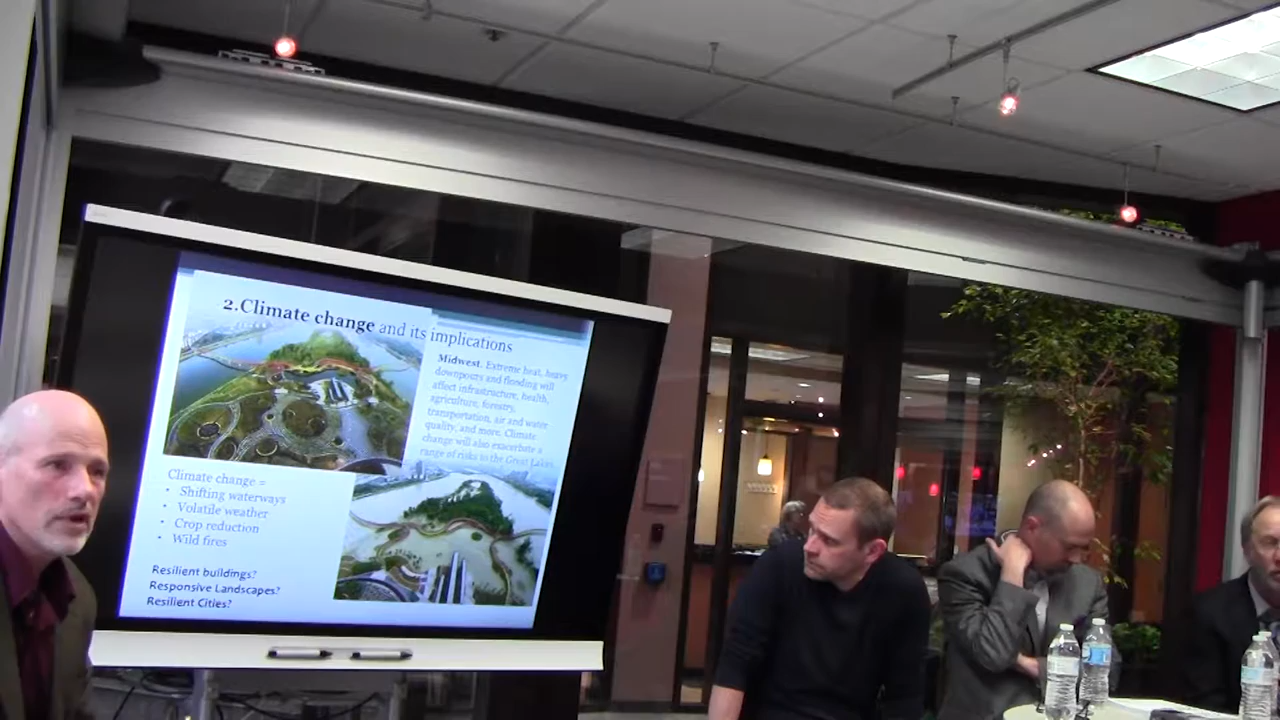 2.Climate change and its implications
Midwest. Extreme heat, heavy
downpours and flooding will
affect infrastructure, health,
agriculture, forestry,
transportation, air and water
quality, and more. Climate
change will also exacerbate a
range of risks to the Great Lakes.
Climate change =
• Shifting waterways
• Volatile weather
• Crop reduction
• Wild fires
Resilient buildings?
Responsive Landscapes?
Resilient Cities?